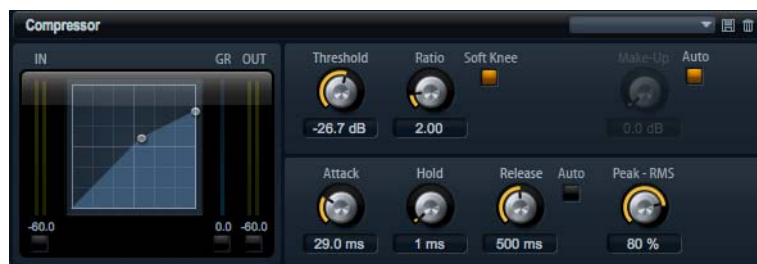 Compressor
IN GR OUT
-60.0 0.0 -60.0
Threshold Ratio Soft Knee Make-Up Auto
-26.7 dB 2.00 0.0 dB
Attack Hold Release Auto Peak - RMS
29.0 ms 1 ms 500 ms 80 %